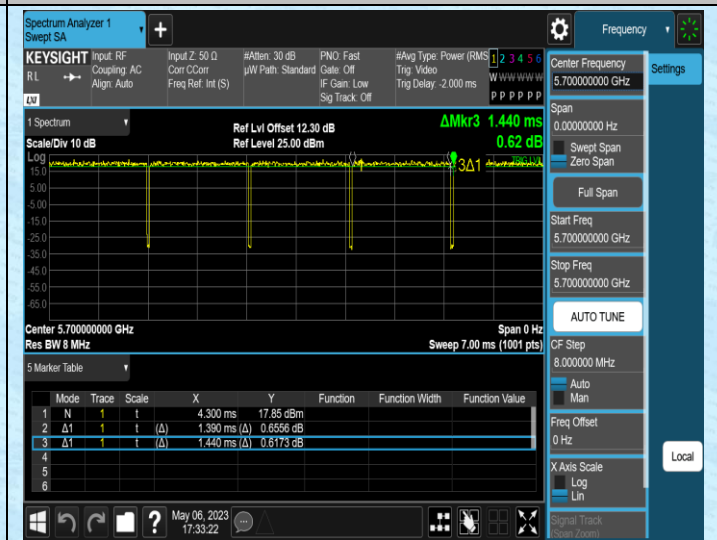 Spectrum Analyzer 1
Swept SA
+
Frequency
KEYSIGHT
RL
LXI
Input: RF
Coupling: AC
Align: Auto
Input Z: 50 Ω
Corr CCorr
Freq Ref: Int (S)
#Atten: 30 dB
µW Path: Standard
PNO: Fast
Gate: Off
IF Gain: Low
Sig Track: Off
#Avg Type: Power (RMS
Trig: Video
Trig Delay: -2.000 ms
1 2 3 4 5 6
W W W W W W
P P P P P P
Center Frequency
5.700000000 GHz
Settings
1 Spectrum
Scale/Div 10 dB
Ref Lvl Offset 12.30 dB
Ref Level 25.00 dBm
ΔMkr3 1.440 ms
0.62 dB
Log
15.0
5.00
-5.00
-15.0
-25.0
-35.0
-45.0
-55.0
-65.0
3Δ1
TRIG LVL
Center 5.700000000 GHz
Res BW 8 MHz
Span 0 Hz
Sweep 7.00 ms (1001 pts)
Span
0.00000000 Hz
Swept Span
Zero Span
Full Span
Start Freq
5.700000000 GHz
Stop Freq
5.700000000 GHz
AUTO TUNE
CF Step
8.000000 MHz
Auto
Man
Freq Offset
0 Hz
X Axis Scale
Log
Lin
Signal Track
(Span Zoom)
Local
5 Marker Table
Mode Trace Scale X Y Function Function Width Function Value
1 N 1 t 4.300 ms 17.85 dBm
2 Δ1 1 t (Δ) 1.390 ms (Δ) 0.6556 dB
3 Δ1 1 t (Δ) 1.440 ms (Δ) 0.6173 dB
4
5
6
?
May 06, 2023
17:33:22